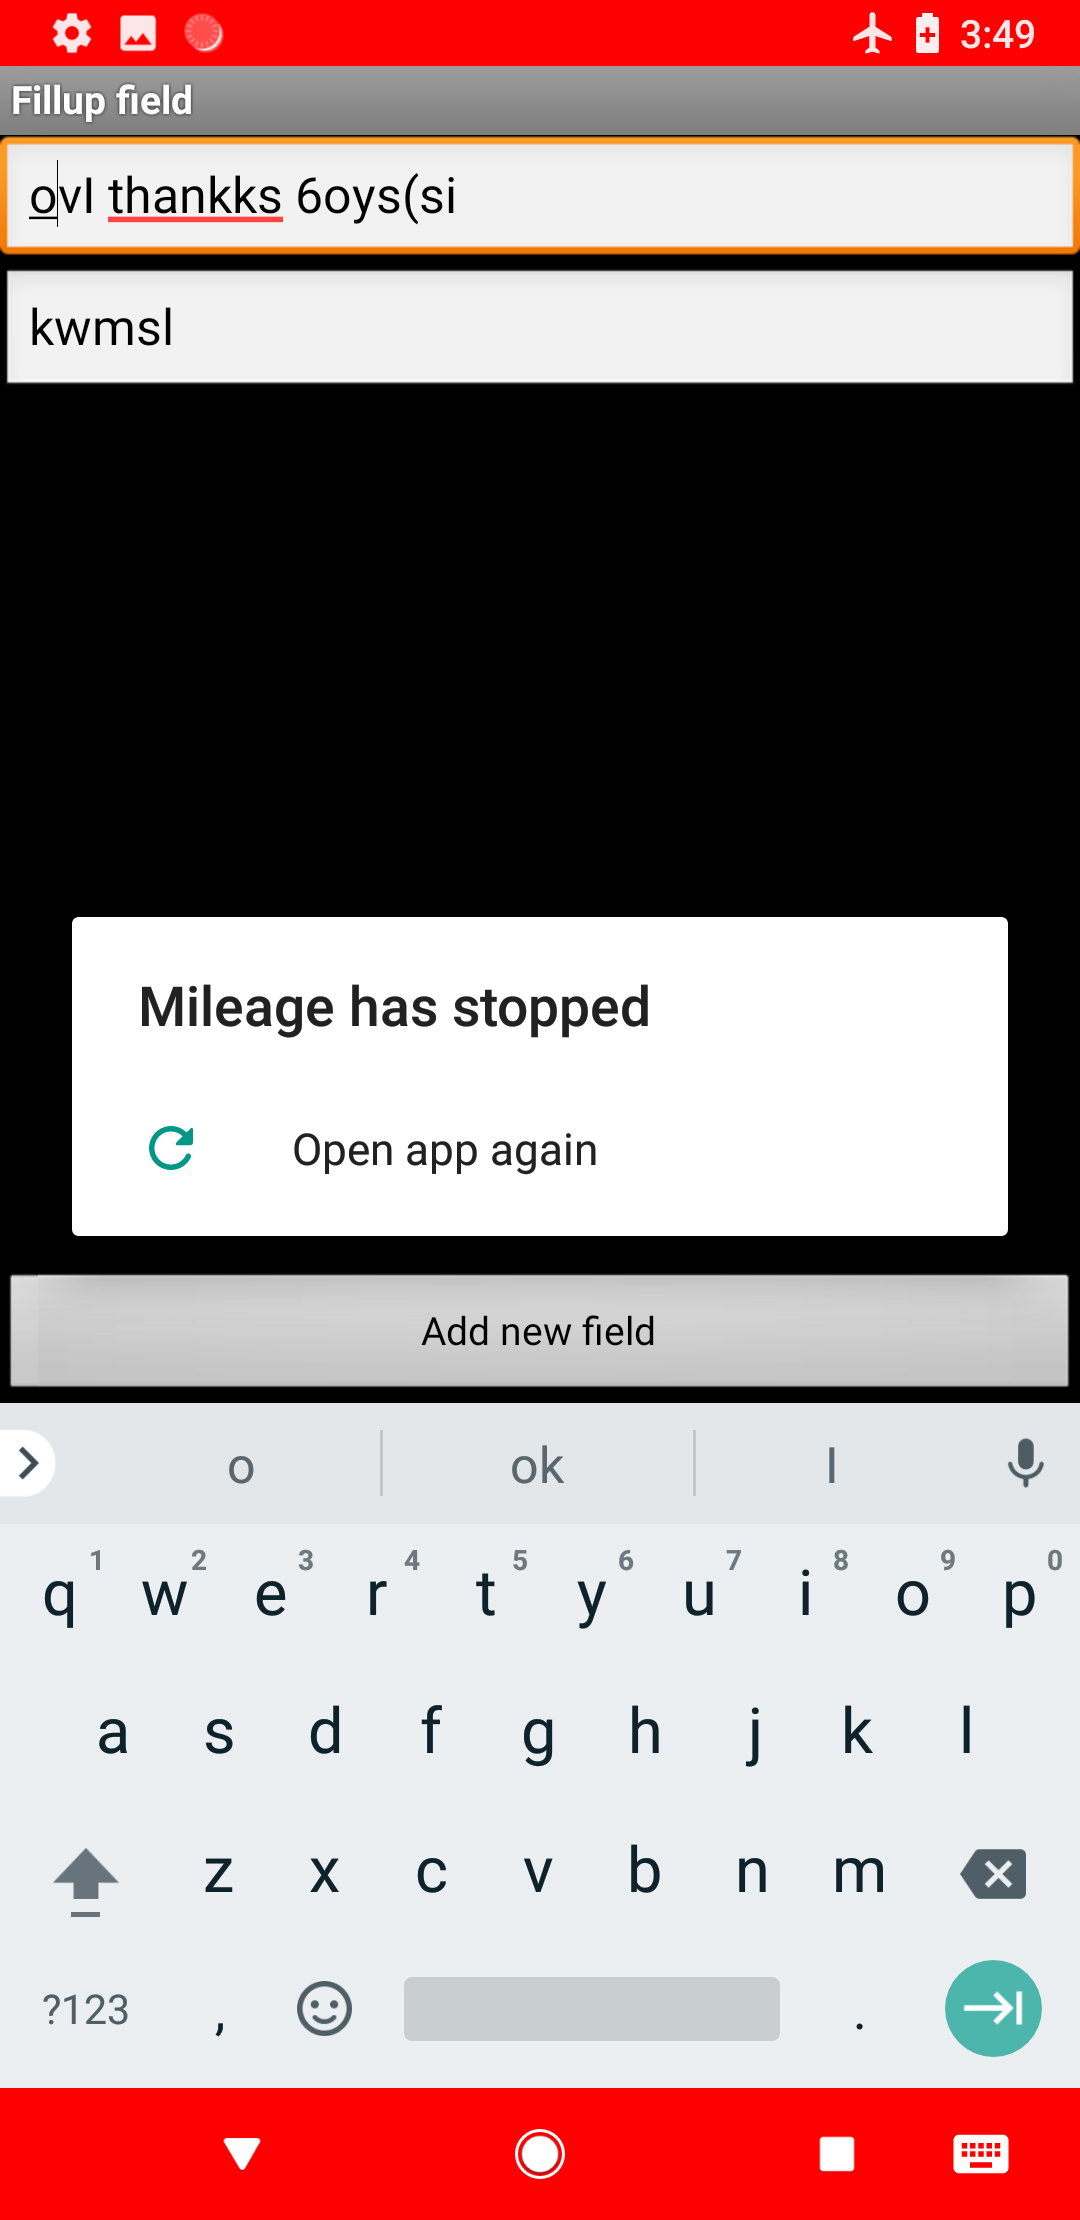 3:49
Fillup field
ovl thankks 6oys(si
kwmsl
Mileage has stopped
Open app again
Add new field
o ok I
q 1 w 2 e 3 r 4 t 5 y 6 u 7 i 8 o 9 p 0
a s d f g h j k l
z x c v b n m
?123 , .